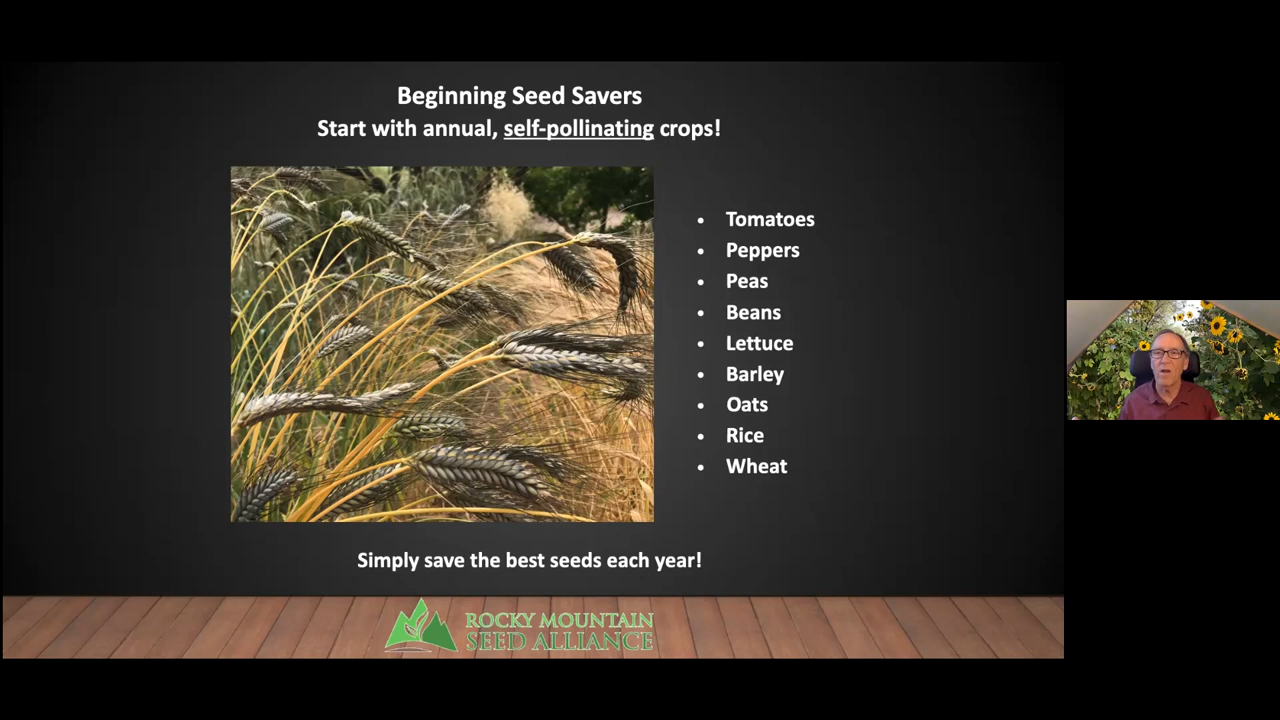 Beginning Seed Savers
Start with annual, self-pollinating crops!
• Tomatoes
• Peppers
• Peas
• Beans
• Lettuce
• Barley
• Oats
• Rice
• Wheat
Simply save the best seeds each year!
ROCKY MOUNTAIN
SEED ALLIANCE